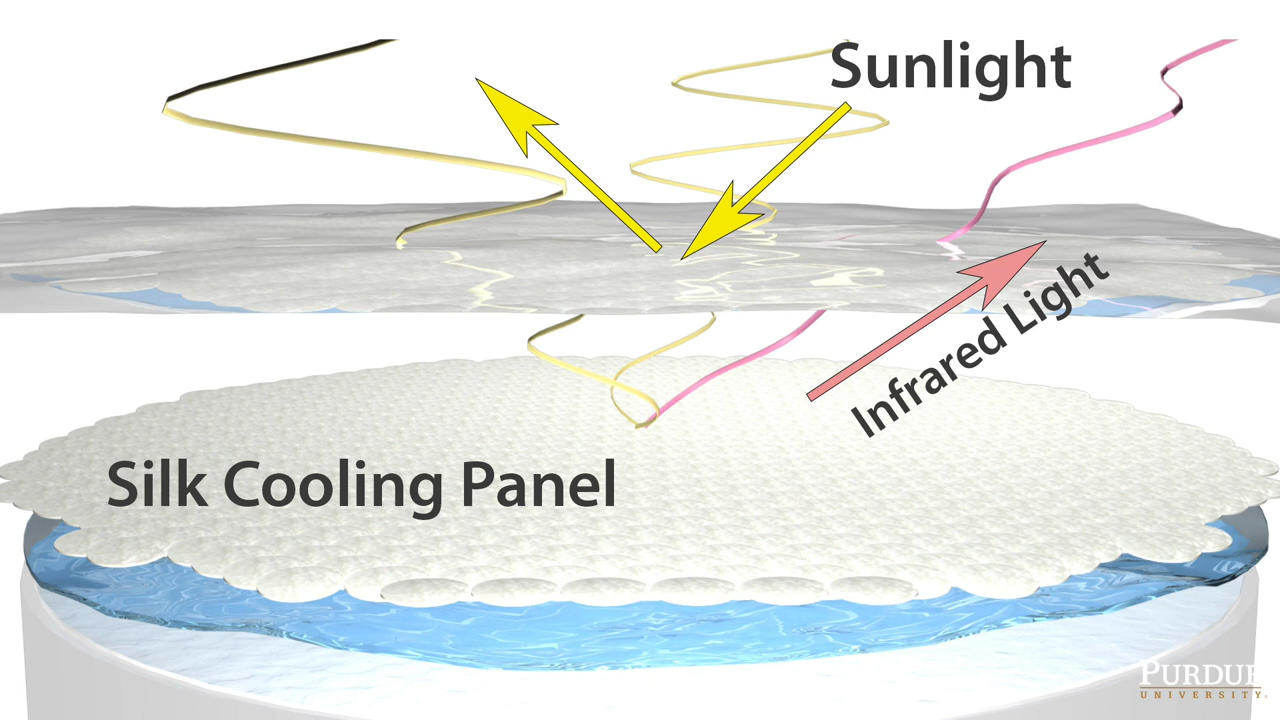 Sunlight
Infrared Light
Silk Cooling Panel
PURDUE
UNIVERSITY.